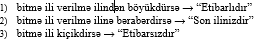 1) bitmə ili verilmə ilindən böyükdürsə → “Etibarlıdır”
2) bitmə ili verilmə ilinə bərabərdirsə → “Son ilinizdir”
3) bitmə ili kiçikdirsə → “Etibarsızdır”